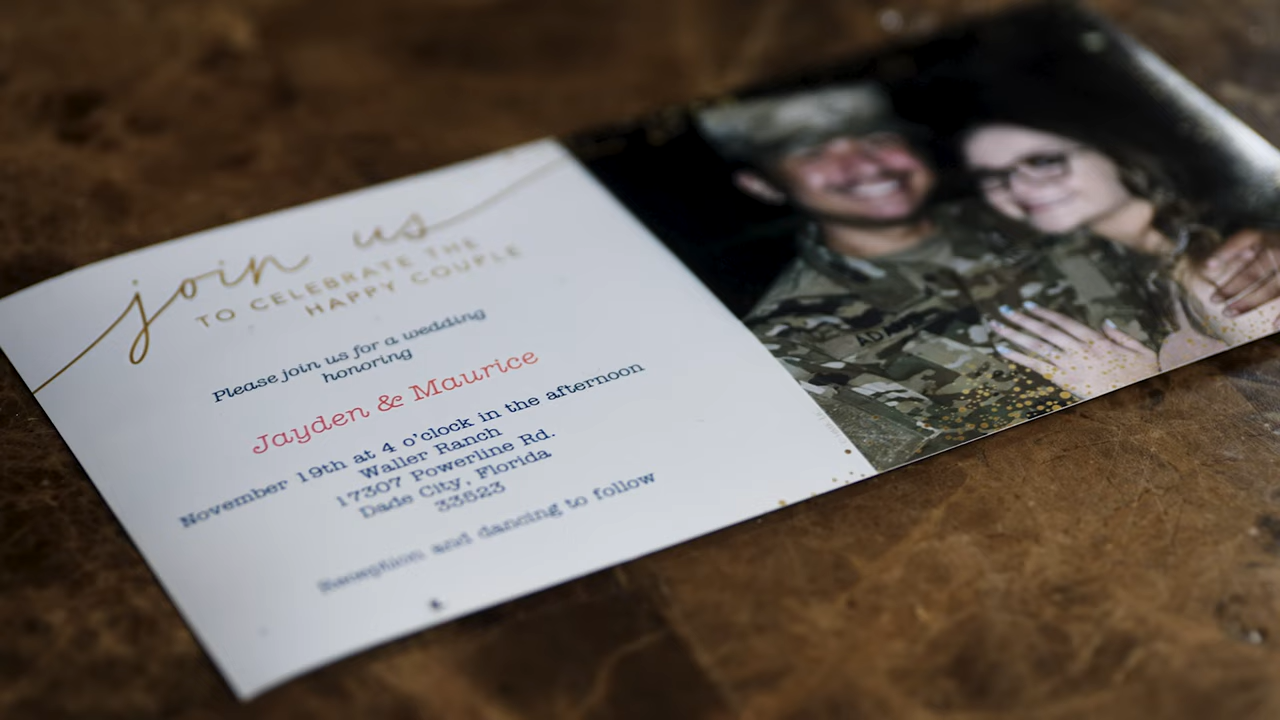 join us
TO CELEBRATE THE
HAPPY COUPLE
Please join us for a wedding
honoring
Jayden & Maurice
November 19th at 4 o'clock in the afternoon
Waller Ranch
17307 Powerline Rd.
Dade City, Florida
33523
Reception and dancing to follow